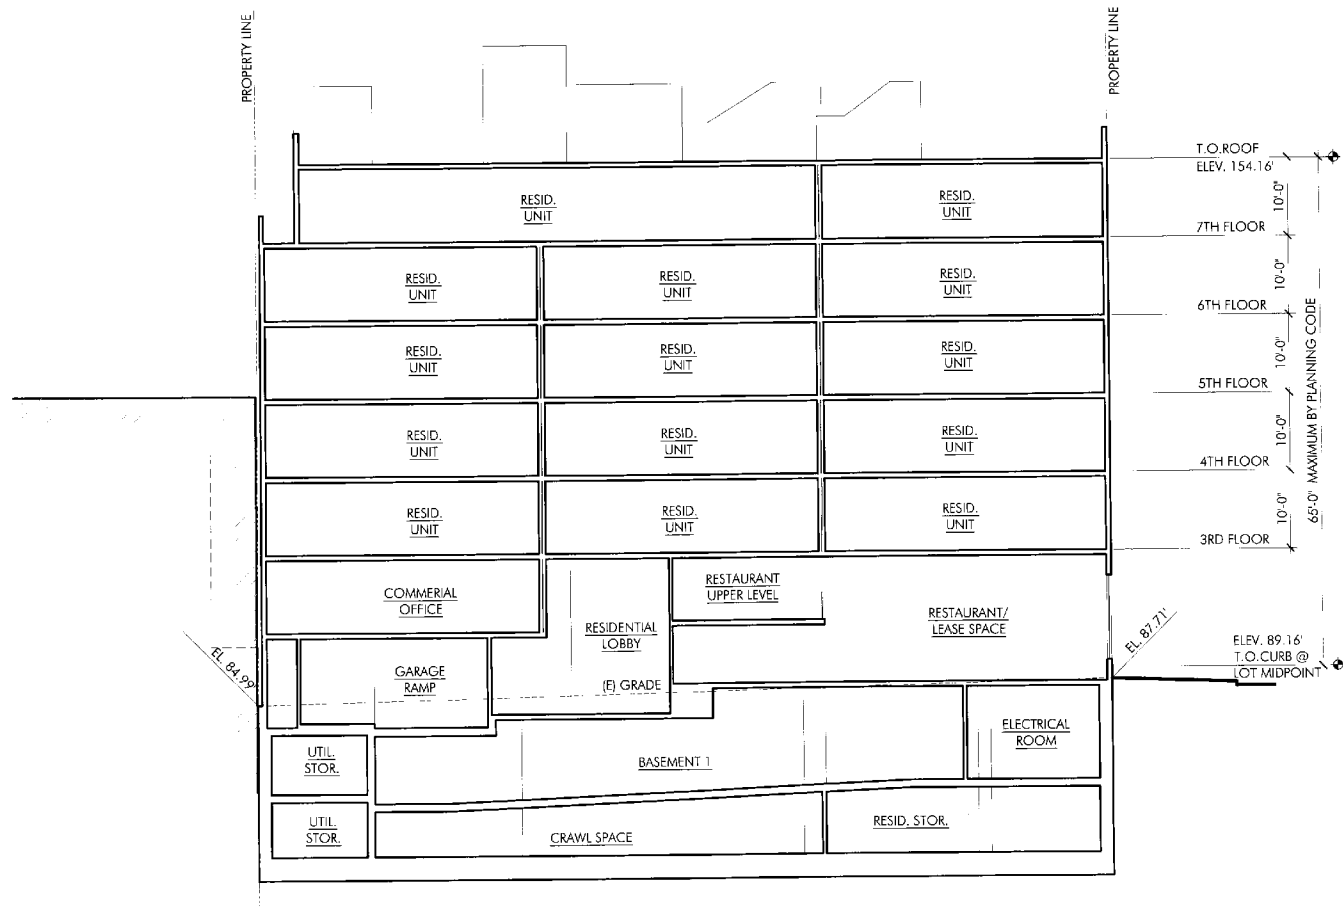 PROPERTY LINE
PROPERTY LINE
T.O.ROOF
ELEV. 154.16'
RESID.
UNIT
RESID.
UNIT
10'-0"
7TH FLOOR
RESID.
UNIT
RESID.
UNIT
RESID.
UNIT
10'-0"
6TH FLOOR
RESID.
UNIT
RESID.
UNIT
RESID.
UNIT
10'-0"
5TH FLOOR
RESID.
UNIT
RESID.
UNIT
RESID.
UNIT
10'-0"
4TH FLOOR
RESID.
UNIT
RESID.
UNIT
RESID.
UNIT
10'-0"
3RD FLOOR
65'-0" MAXIMUM BY PLANNING CODE
COMMERIAL
OFFICE
RESTAURANT
UPPER LEVEL
RESIDENTIAL
LOBBY
RESTAURANT/
LEASE SPACE
EL. 87.71'
ELEV. 89.16'
T.O.CURB @
LOT MIDPOINT
EL. 84.99'
GARAGE
RAMP
(E) GRADE
ELECTRICAL
ROOM
UTIL.
STOR.
BASEMENT 1
UTIL.
STOR.
CRAWL SPACE
RESID. STOR.